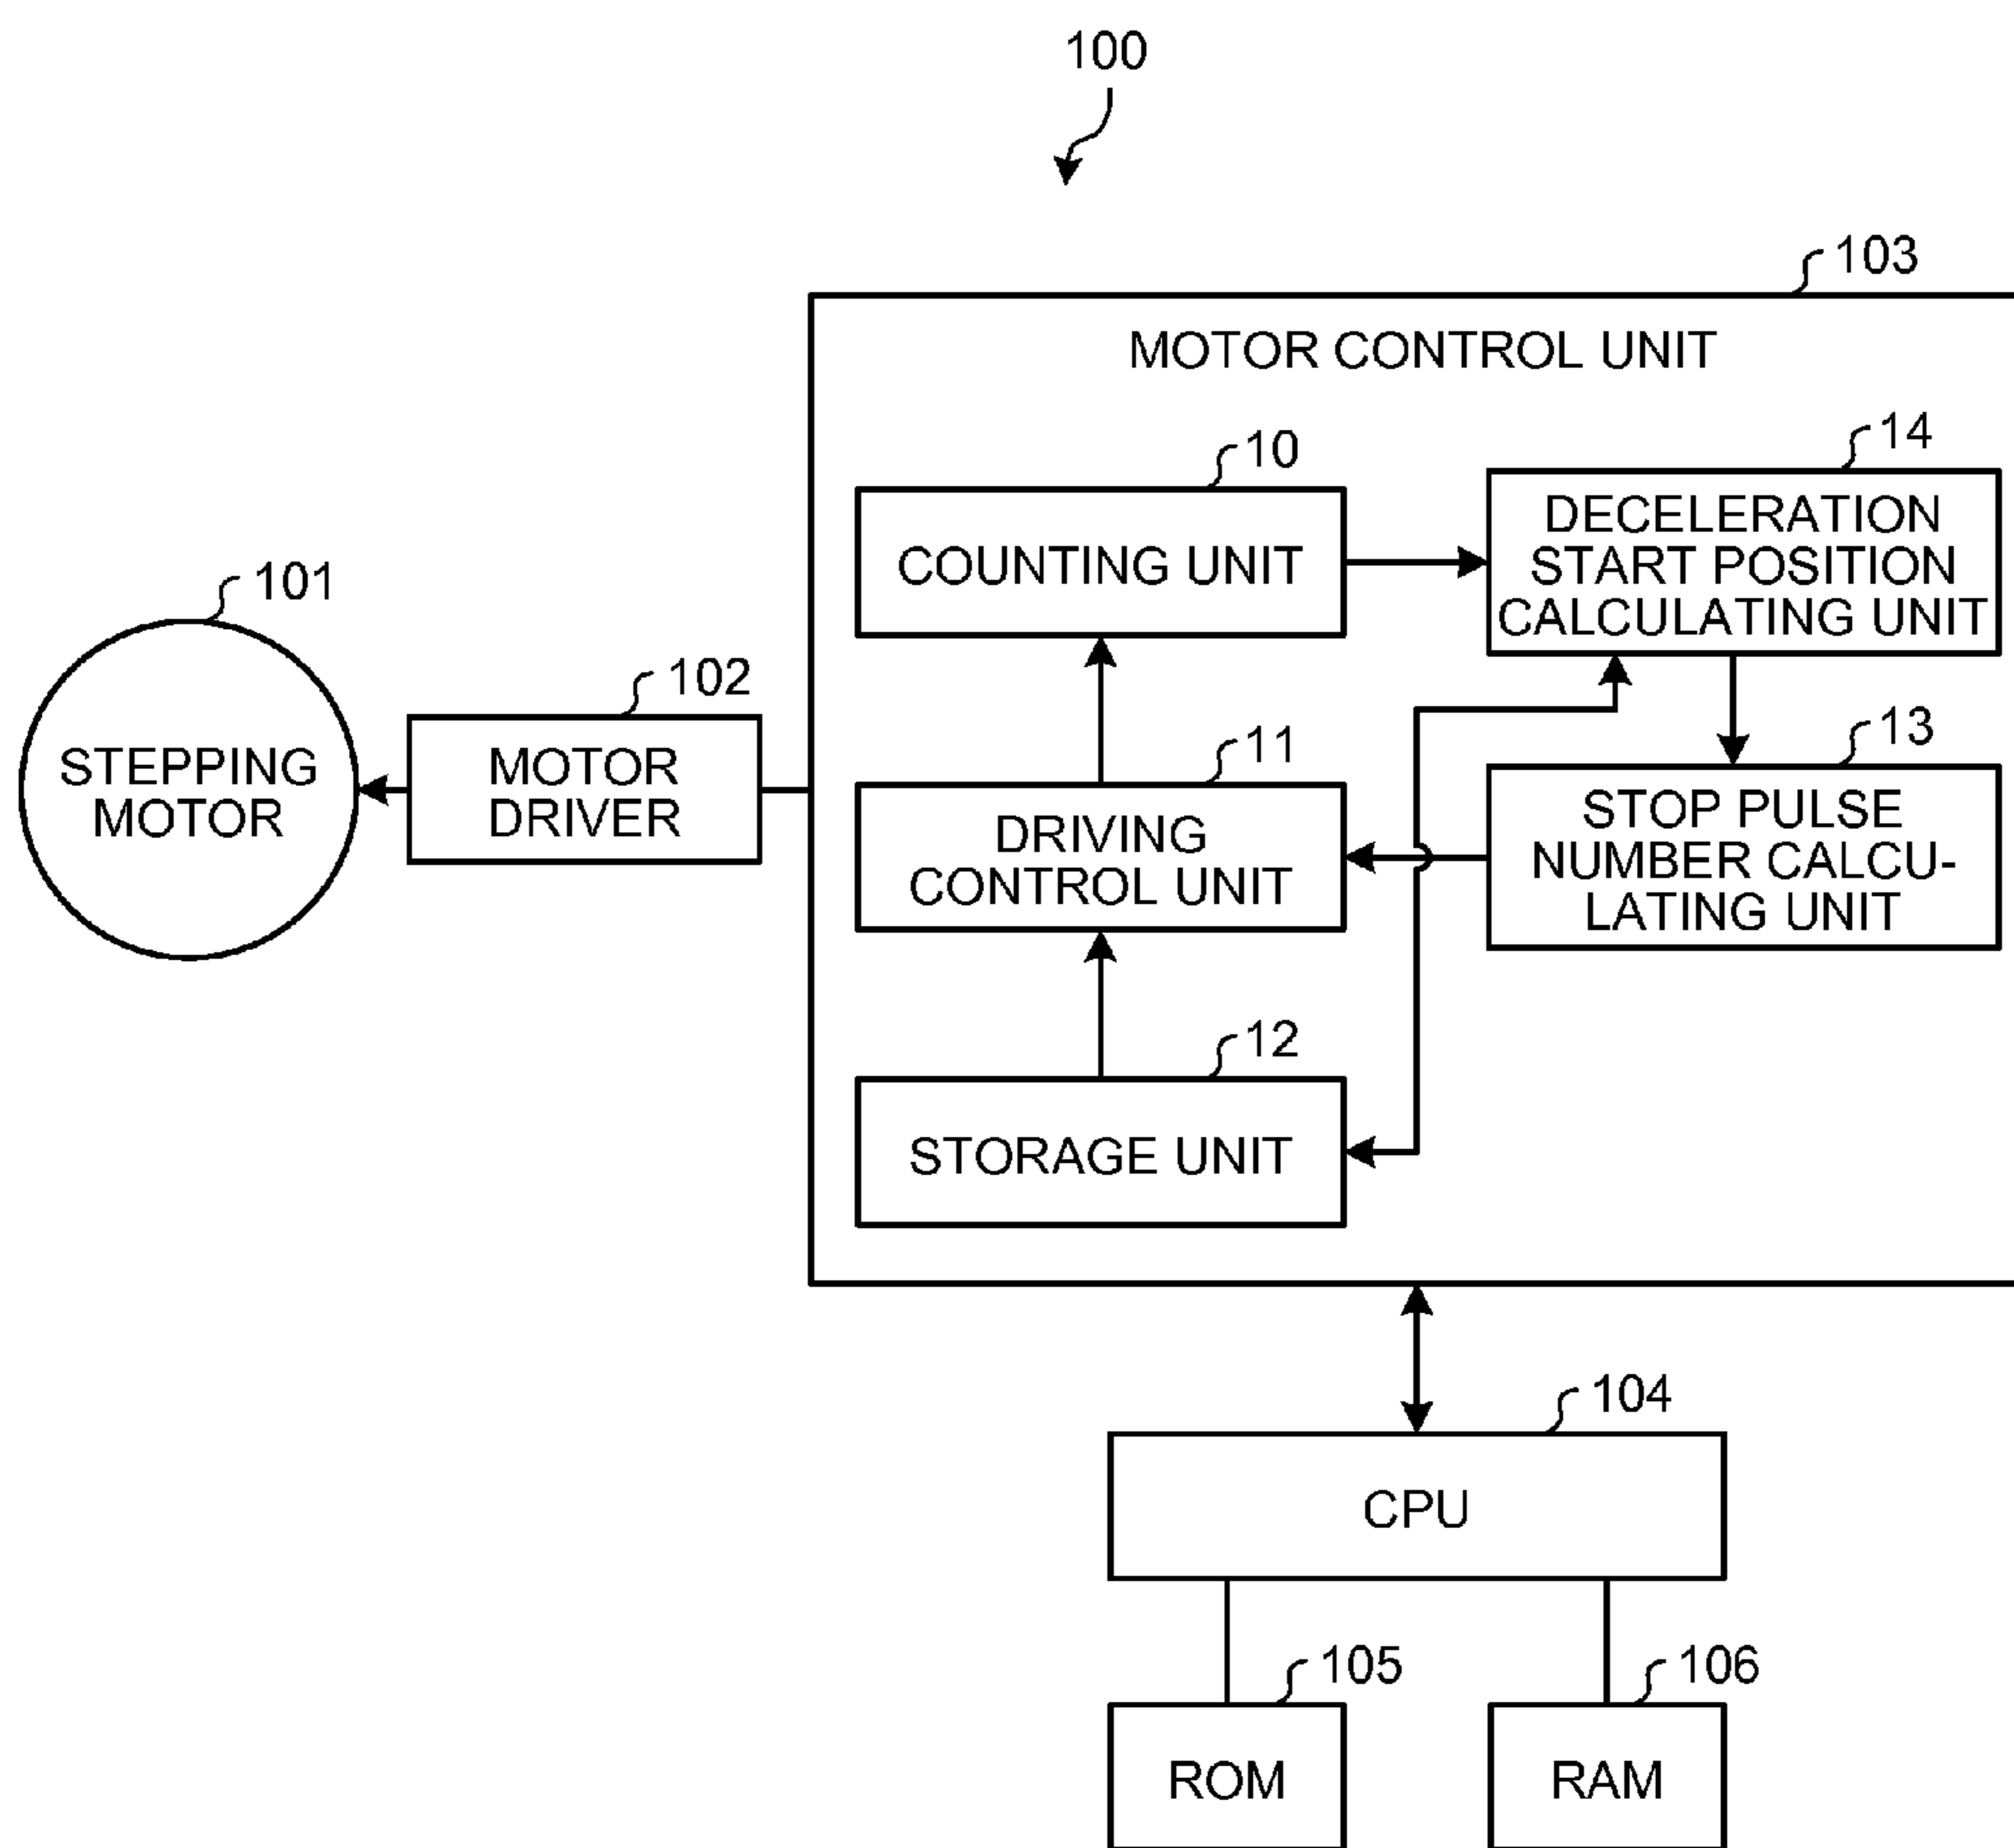 100
103
MOTOR CONTROL UNIT
10
14
COUNTING UNIT
DECELERATION
START POSITION
CALCULATING UNIT
101
STEPPING
MOTOR
102
MOTOR
DRIVER
11
DRIVING
CONTROL UNIT
13
STOP PULSE
NUMBER CALCU-
LATING UNIT
12
STORAGE UNIT
104
CPU
105
ROM
106
RAM